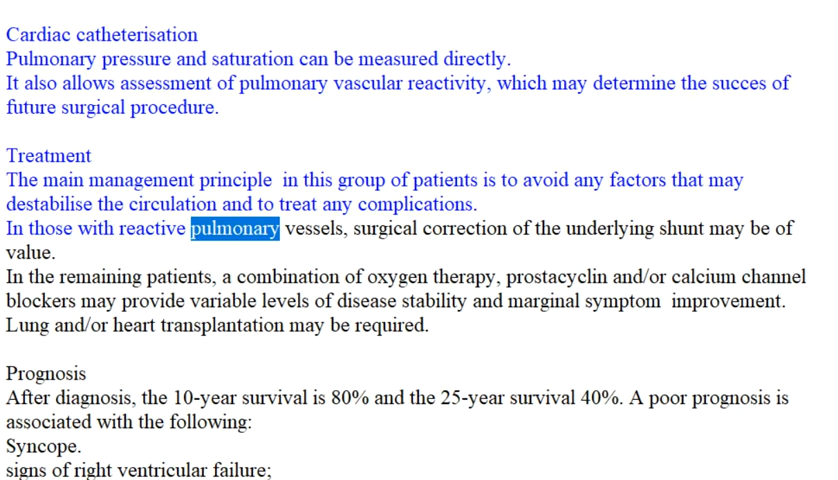 Cardiac catheterisation
Pulmonary pressure and saturation can be measured directly.
It also allows assessment of pulmonary vascular reactivity, which may determine the succes of
future surgical procedure.
Treatment
The main management principle  in this group of patients is to avoid any factors that may
destabilise the circulation and to treat any complications.
In those with reactive pulmonary vessels, surgical correction of the underlying shunt may be of
value.
In the remaining patients, a combination of oxygen therapy, prostacyclin and/or calcium channel
blockers may provide variable levels of disease stability and marginal symptom  improvement.
Lung and/or heart transplantation may be required.
Prognosis
After diagnosis, the 10-year survival is 80% and the 25-year survival 40%. A poor prognosis is
associated with the following:
Syncope.
signs of right ventricular failure;